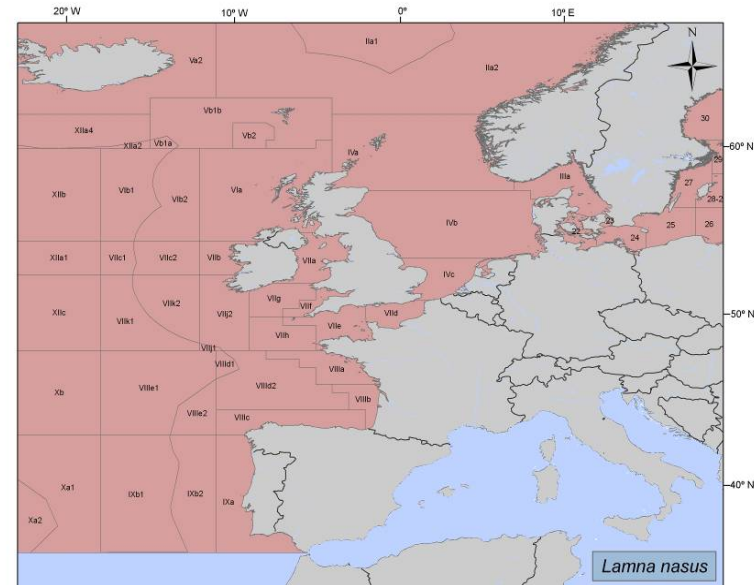 20° W 10° W 0° 10° E
IIa1
N
Va2
IIa2
Vb1b
30
XIIa4
Vb2
IVa
XIIa2 Vb1a
60° N
29
VIa
IIIa
27
28-2
XIIb VIb1 VIb2
IVb
23
22
25 26
24
XIIa1 VIIc1 VIIc2 VIIb
VIIa
IVc
VIIg
VIIf
XIIc
VIIk2
VIIj2
VIId
50° N
VIIk1
VIIh
VIIe
VIIj1
VIIId1
VIIIa
Xb
VIIIe1
VIIId2
VIIIb
VIIIe2
VIIIc
Xa1
IXb1
IXb2
IXa
40° N
Xa2
Lamna nasus